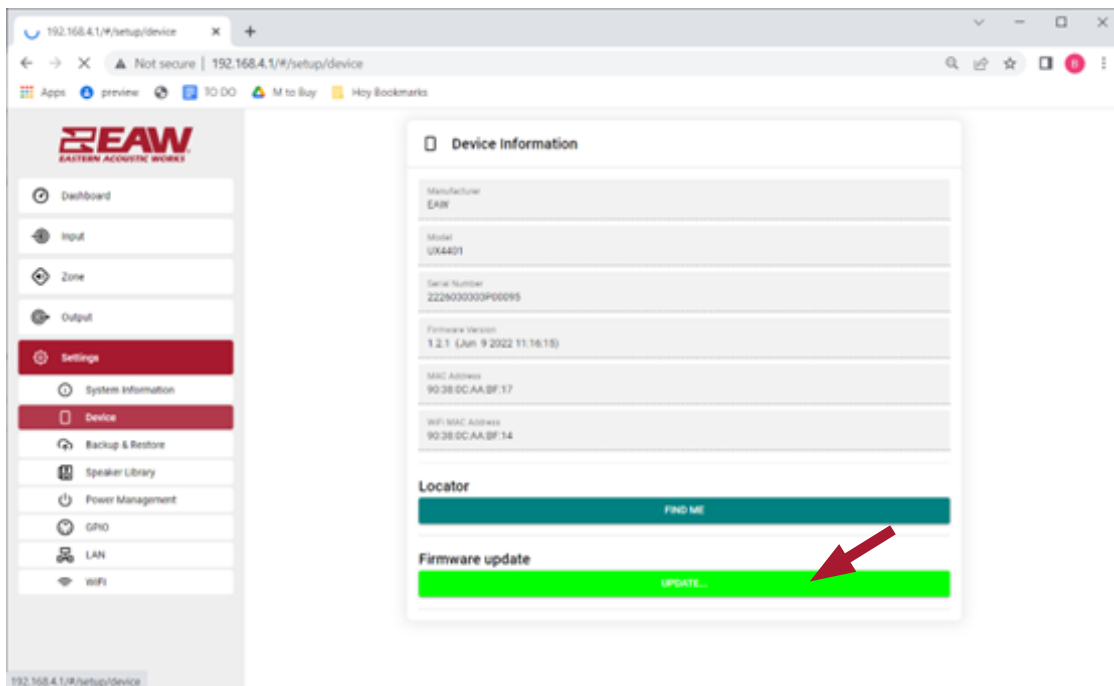 192.168.4.1/#/setup/device
Not secure | 192.168.4.1/#/setup/device
B
Apps preview TO DO M to Buy Hoy Bookmarks
EAW
EASTERN ACOUSTIC WORKS
Dashboard
Input
Zone
Output
Settings
System Information
Device
Backup & Restore
Speaker Library
Power Management
GPIO
LAN
WiFi
Device Information
Manufacturer
EAW
Model
UX4401
Serial Number
2226030303P00095
Firmware Version
1.2.1 (Jun 9 2022 11:16:15)
MAC Address
90:38:0C:AA:BF:17
WiFi MAC Address
90:38:0C:AA:BF:14
Locator
FIND ME
Firmware update
UPDATE...
192.168.4.1/#/setup/device